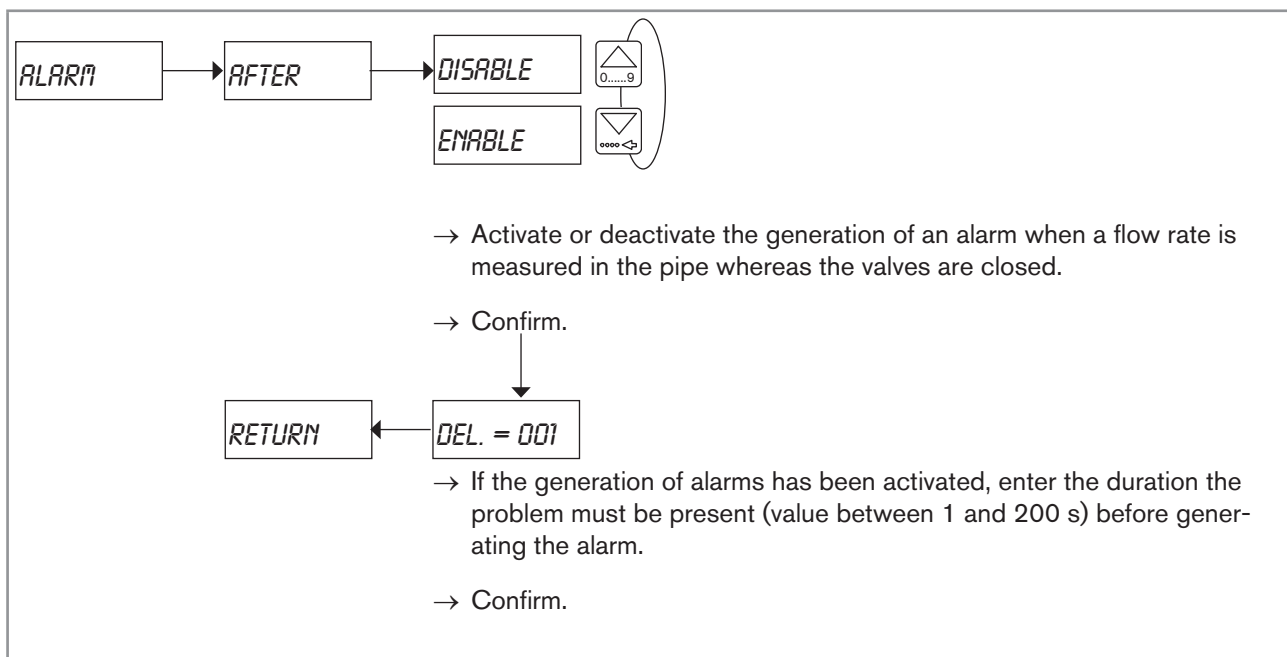 ALARM
AFTER
DISABLE
0......9
ENABLE
→ Activate or deactivate the generation of an alarm when a flow rate is
measured in the pipe whereas the valves are closed.
→ Confirm.
RETURN
DEL. = 001
→ If the generation of alarms has been activated, enter the duration the
problem must be present (value between 1 and 200 s) before gener-
ating the alarm.
→ Confirm.